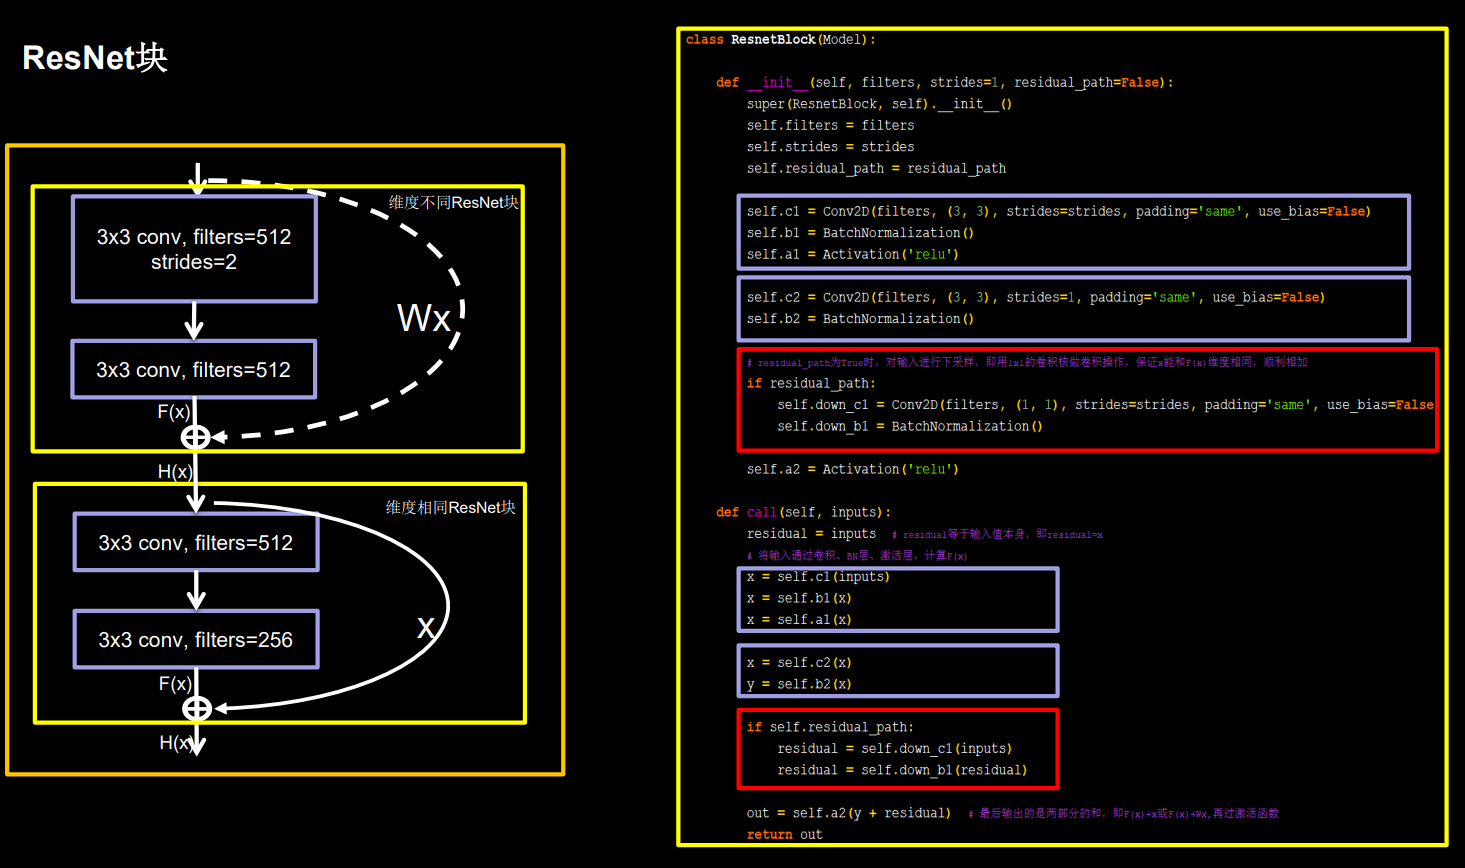 ResNet块
维度不同ResNet块
3x3 conv, filters=512
strides=2
Wx
3x3 conv, filters=512
F(x)
H(x)
维度相同ResNet块
3x3 conv, filters=512
x
3x3 conv, filters=256
F(x)
H(x)
class ResnetBlock(Model):
def __init__(self, filters, strides=1, residual_path=False):
super(ResnetBlock, self).__init__()
self.filters = filters
self.strides = strides
self.residual_path = residual_path
self.c1 = Conv2D(filters, (3, 3), strides=strides, padding='same', use_bias=False)
self.b1 = BatchNormalization()
self.a1 = Activation('relu')
self.c2 = Conv2D(filters, (3, 3), strides=1, padding='same', use_bias=False)
self.b2 = BatchNormalization()
# residual_path为True时，对输入进行下采样，即用1x1的卷积核做卷积操作，保证x能和F(x)维度相同，顺利相加
if residual_path:
self.down_c1 = Conv2D(filters, (1, 1), strides=strides, padding='same', use_bias=False
self.down_b1 = BatchNormalization()
self.a2 = Activation('relu')
def call(self, inputs):
residual = inputs # residual等于输入值本身，即residual=x
# 将输入通过卷积、BN层、激活层，计算F(x)
x = self.c1(inputs)
x = self.b1(x)
x = self.a1(x)
x = self.c2(x)
y = self.b2(x)
if self.residual_path:
residual = self.down_c1(inputs)
residual = self.down_b1(residual)
out = self.a2(y + residual) # 最后输出的是两部分的和，即F(x)+x或F(x)+Wx,再过激活函数
return out